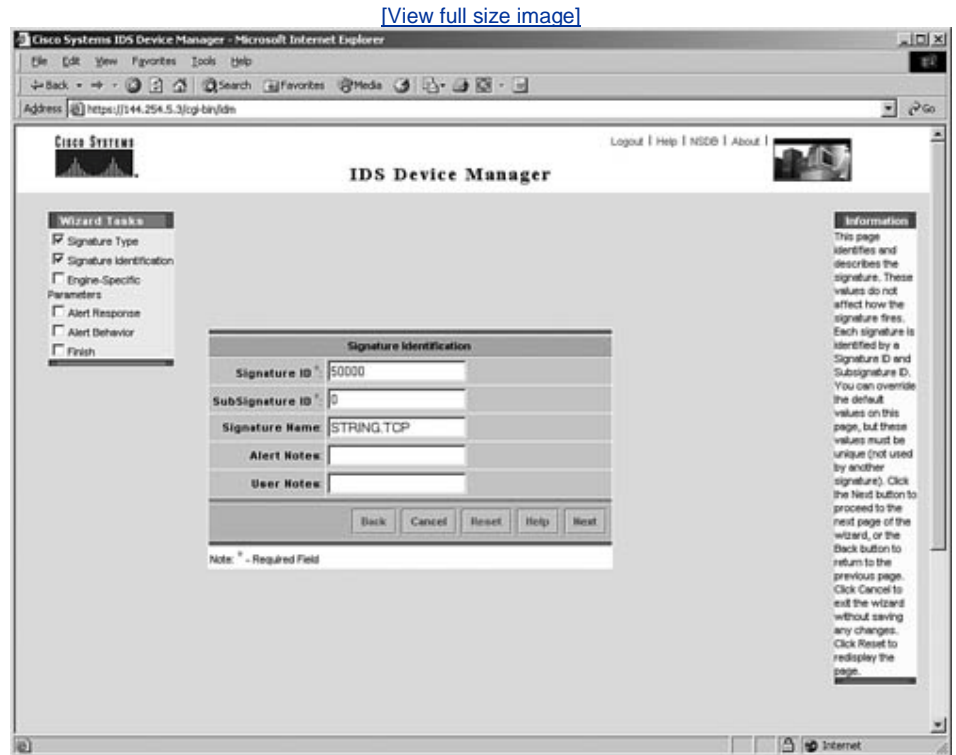 [View full size image]
Cisco Systems IDS Device Manager - Microsoft Internet Explorer
File Edit View Favorites Tools Help
Back Search Favorites Media
Address https://144.254.5.3/cgi-bin/idm Go
CISCO SYSTEMS
Logout | Help | NSDB | About |
IDS Device Manager
Wizard Tasks
Signature Type
Signature Identification
Engine-Specific
Parameters
Alert Response
Alert Behavior
Finish
Signature Identification
Signature ID*: 50000
SubSignature ID*: 0
Signature Name: STRING.TCP
Alert Notes:
User Notes:
Back Cancel Reset Help Next
Note: * - Required Field
Information
This page
identifies and
describes the
signature. These
values do not
affect how the
signature fires.
Each signature is
identified by a
Signature ID and
Subsignature ID.
You can override
the default
values on this
page, but these
values must be
unique (not used
by another
signature). Click
the Next button to
proceed to the
next page of the
wizard, or the
Back button to
return to the
previous page.
Click Cancel to
exit the wizard
without saving
any changes.
Click Reset to
redisplay the
page.
Internet